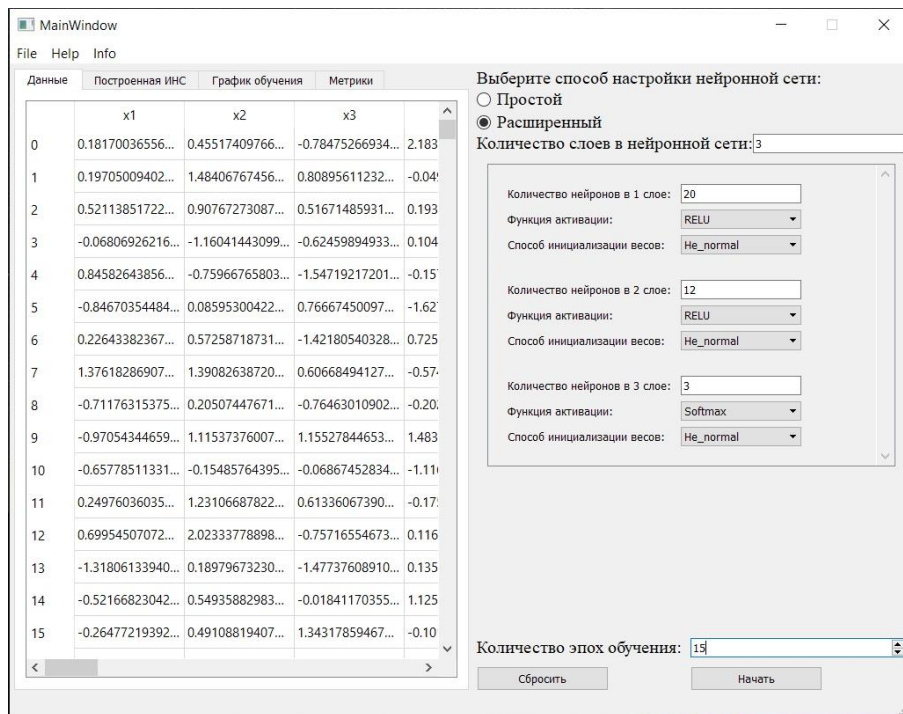 MainWindow
File Help Info
Данные Построенная ИНС График обучения Метрики
x1 x2 x3
0 0.18170036556... 0.45517409766... -0.78475266934... 2.183
1 0.19705009402... 1.48406767456... 0.80895611232... -0.04
2 0.52113851722... 0.90767273087... 0.51671485931... 0.193
3 -0.06806926216... -1.16041443099... -0.62459894933... 0.104
4 0.84582643856... -0.75966765803... -1.54719217201... -0.15
5 -0.84670354484... 0.08595300422... 0.76667450097... -1.62
6 0.22643382367... 0.57258718731... -1.42180540328... 0.725
7 1.37618286907... 1.39082638720... 0.60668494127... -0.57
8 -0.71176315375... 0.20507447671... -0.76463010902... -0.20
9 -0.97054344659... 1.11537376007... 1.15527844653... 1.483
10 -0.65778511331... -0.15485764395... -0.06867452834... -1.11
11 0.24976036035... 1.23106687822... 0.61336067390... -0.17
12 0.69954507072... 2.02333778898... -0.75716554673... 0.116
13 -1.31806133940... 0.18979673230... -1.47737608910... 0.135
14 -0.52166823042... 0.54935882983... -0.01841170355... 1.125
15 -0.26477219392... 0.49108819407... 1.34317859467... -0.10
Выберите способ настройки нейронной сети:
Простой
Расширенный
Количество слоев в нейронной сети: 3
Количество нейронов в 1 слое: 20
Функция активации: RELU
Способ инициализации весов: He_normal
Количество нейронов в 2 слое: 12
Функция активации: RELU
Способ инициализации весов: He_normal
Количество нейронов в 3 слое: 3
Функция активации: Softmax
Способ инициализации весов: He_normal
Количество эпох обучения: 15
Сбросить Начать